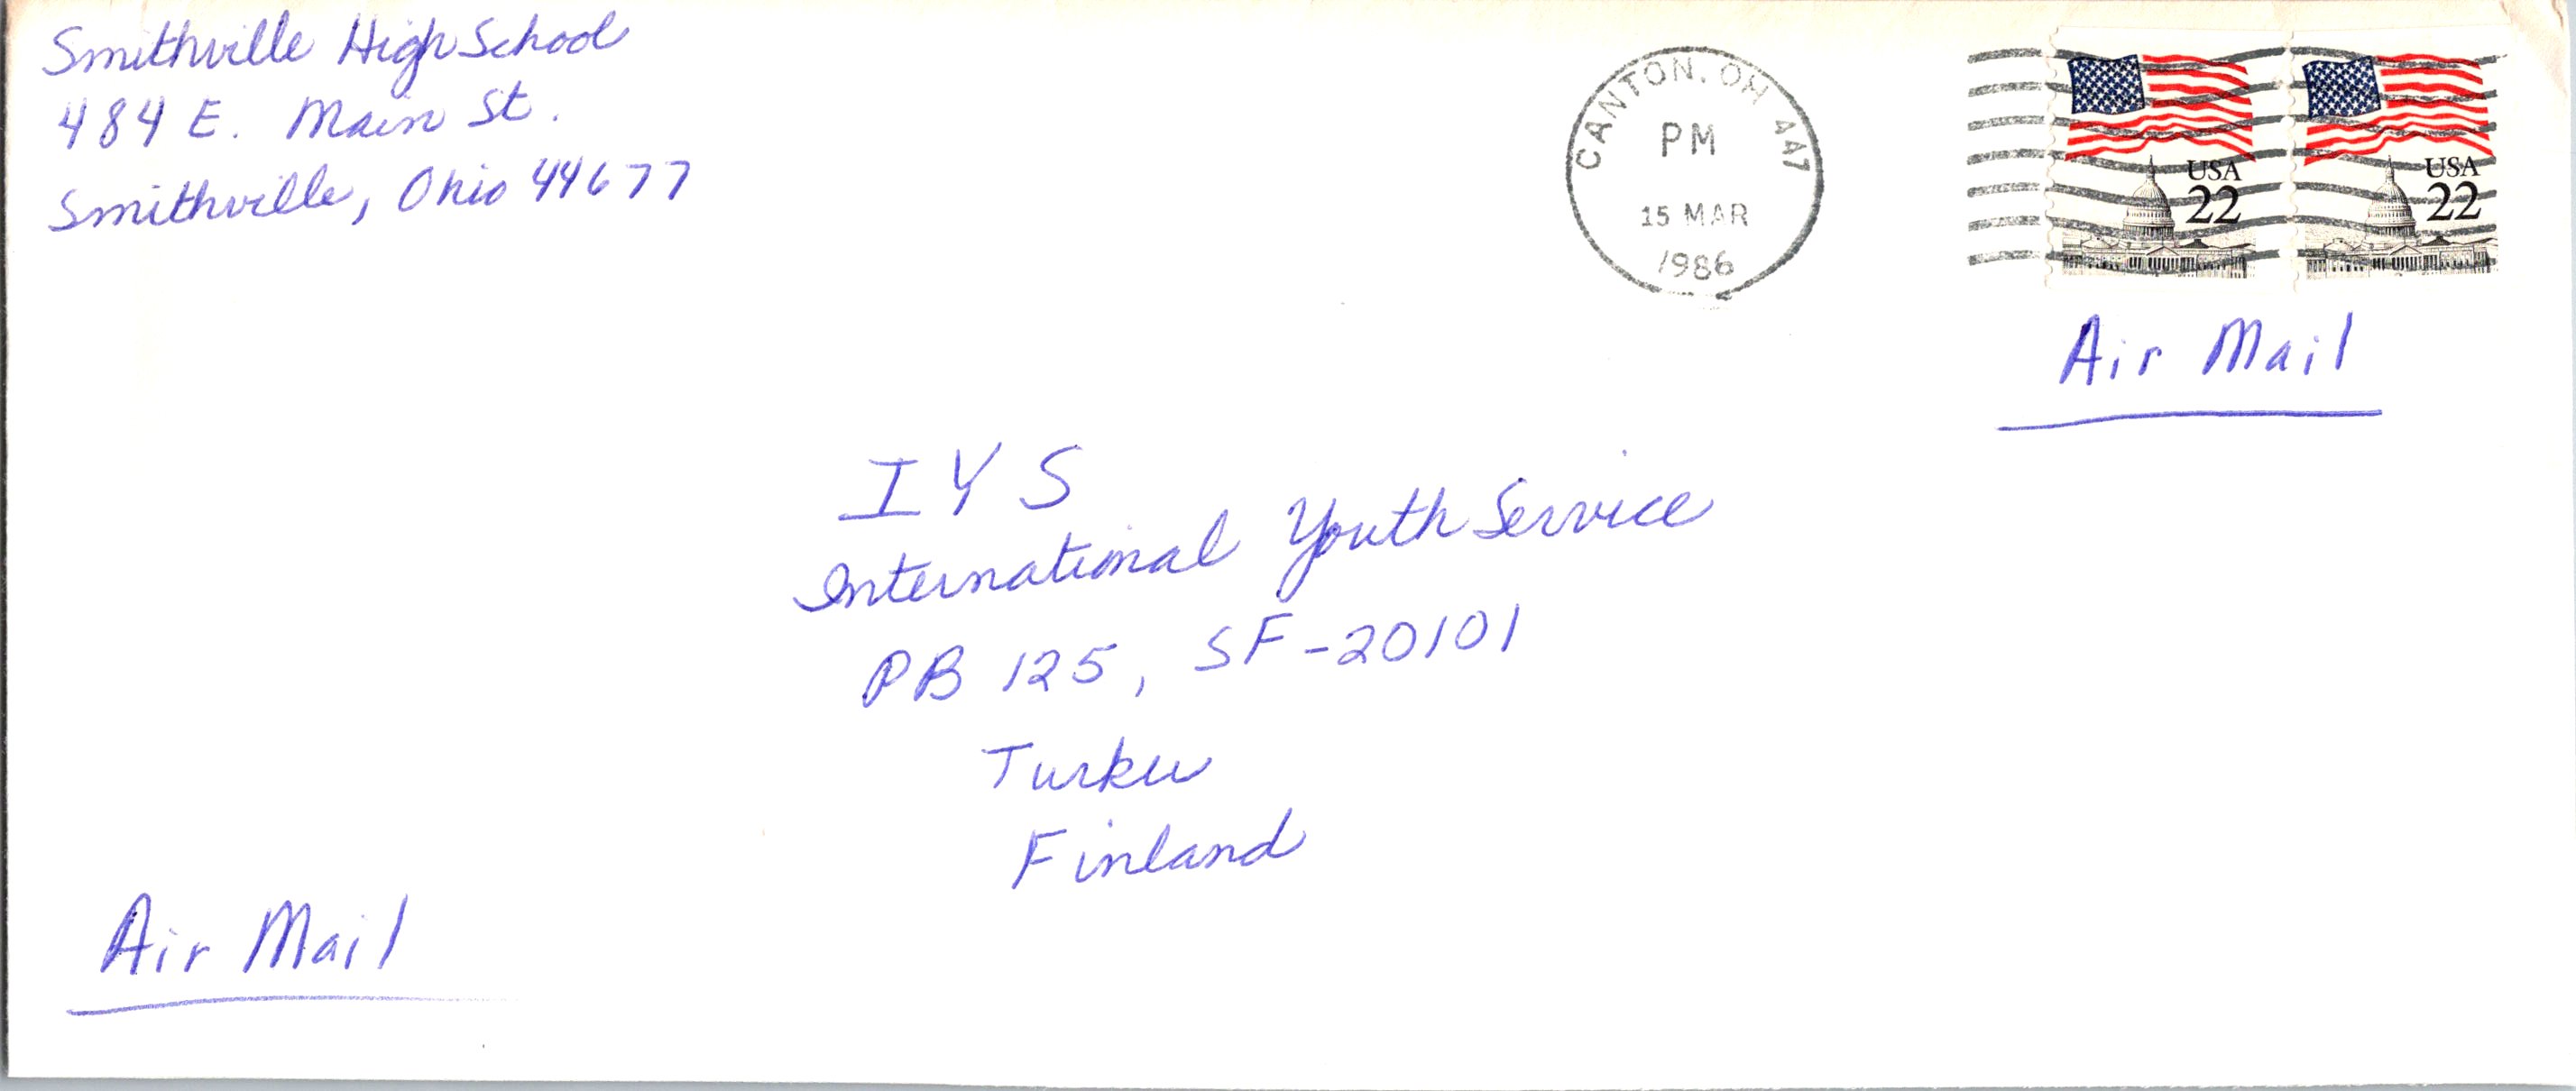 Smithville High School
484 E. Main St.
Smithville, Ohio 44677
CANTON, OH 447
PM
15 MAR
1986
USA
22
USA
22
Air Mail
I Y S
International Youth Service
PB 125, SF-20101
Turku
Finland
Air Mail